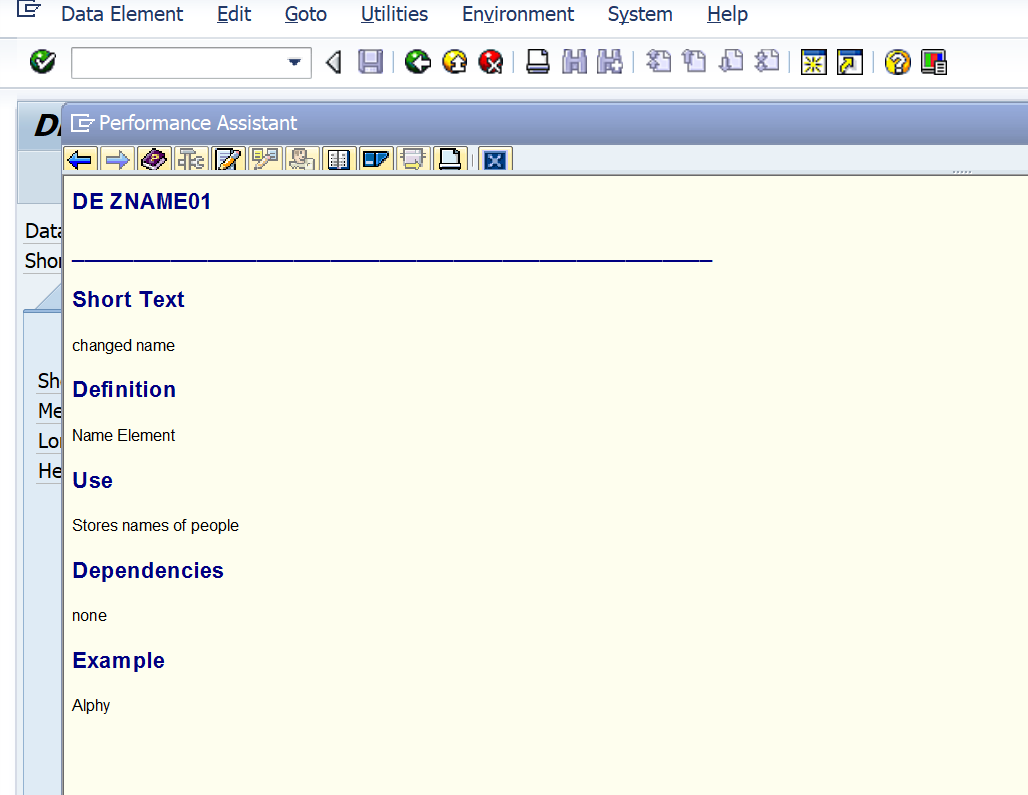 Data Element Edit Goto Utilities Environment System Help
Performance Assistant
DE ZNAME01
Data
Short Text
changed name
Definition
Name Element
Use
Stores names of people
Dependencies
none
Example
Alphy